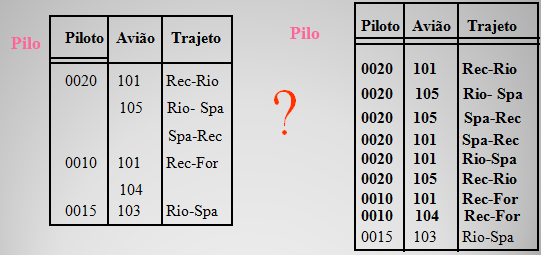 Pilo
Piloto Avião Trajeto
0020 101 Rec-Rio
105 Rio- Spa
Spa-Rec
0010 101 Rec-For
104
0015 103 Rio-Spa
?
Pilo
Piloto Avião Trajeto
0020 101 Rec-Rio
0020 105 Rio- Spa
0020 105 Spa-Rec
0020 101 Spa-Rec
0020 101 Rio-Spa
0020 105 Rec-Rio
0010 101 Rec-For
0010 104 Rec-For
0015 103 Rio-Spa